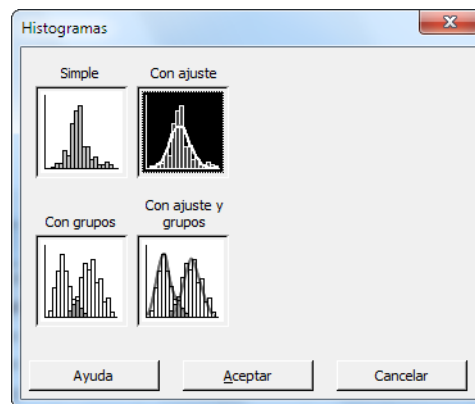 Histogramas
Simple
Con ajuste
Con grupos
Con ajuste y
grupos
Ayuda
Aceptar
Cancelar